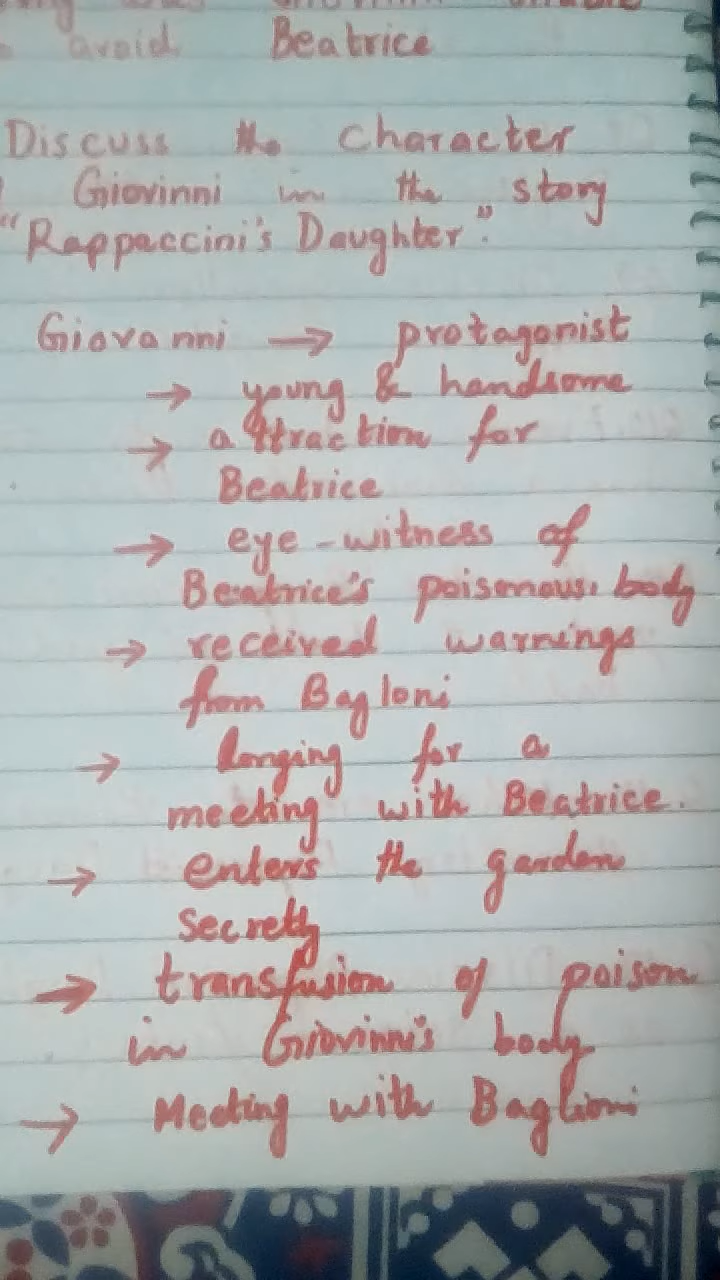 avoid Beatrice
Discuss the character
Giovinni in the story
"Rappaccini's Daughter".
Giovanni → protagonist
→ young & handsome
→ attraction for
Beatrice
→ eye-witness of
Beatrice's poisonous body
→ received warnings
from Bagloni
→ longing for a
meeting with Beatrice.
→ enters the garden
secretly
→ transfusion of poison
in Giovinni's body
→ Meeting with Baglioni